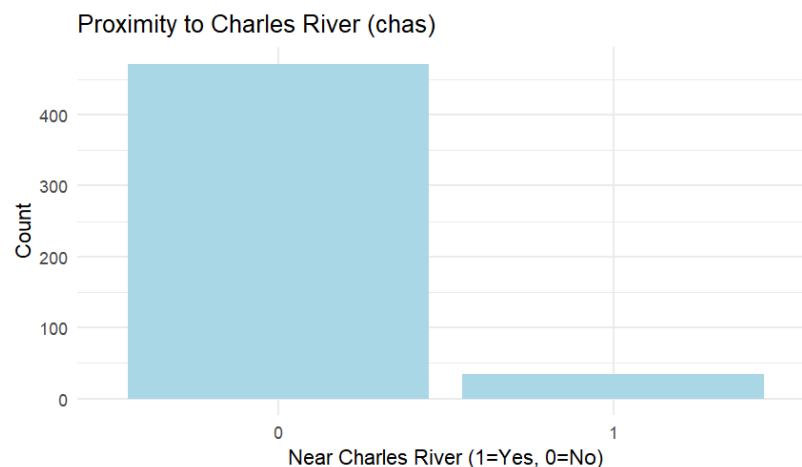 Proximity to Charles River (chas)
400
300
200
100
0
Count
0 1
Near Charles River (1=Yes, 0=No)